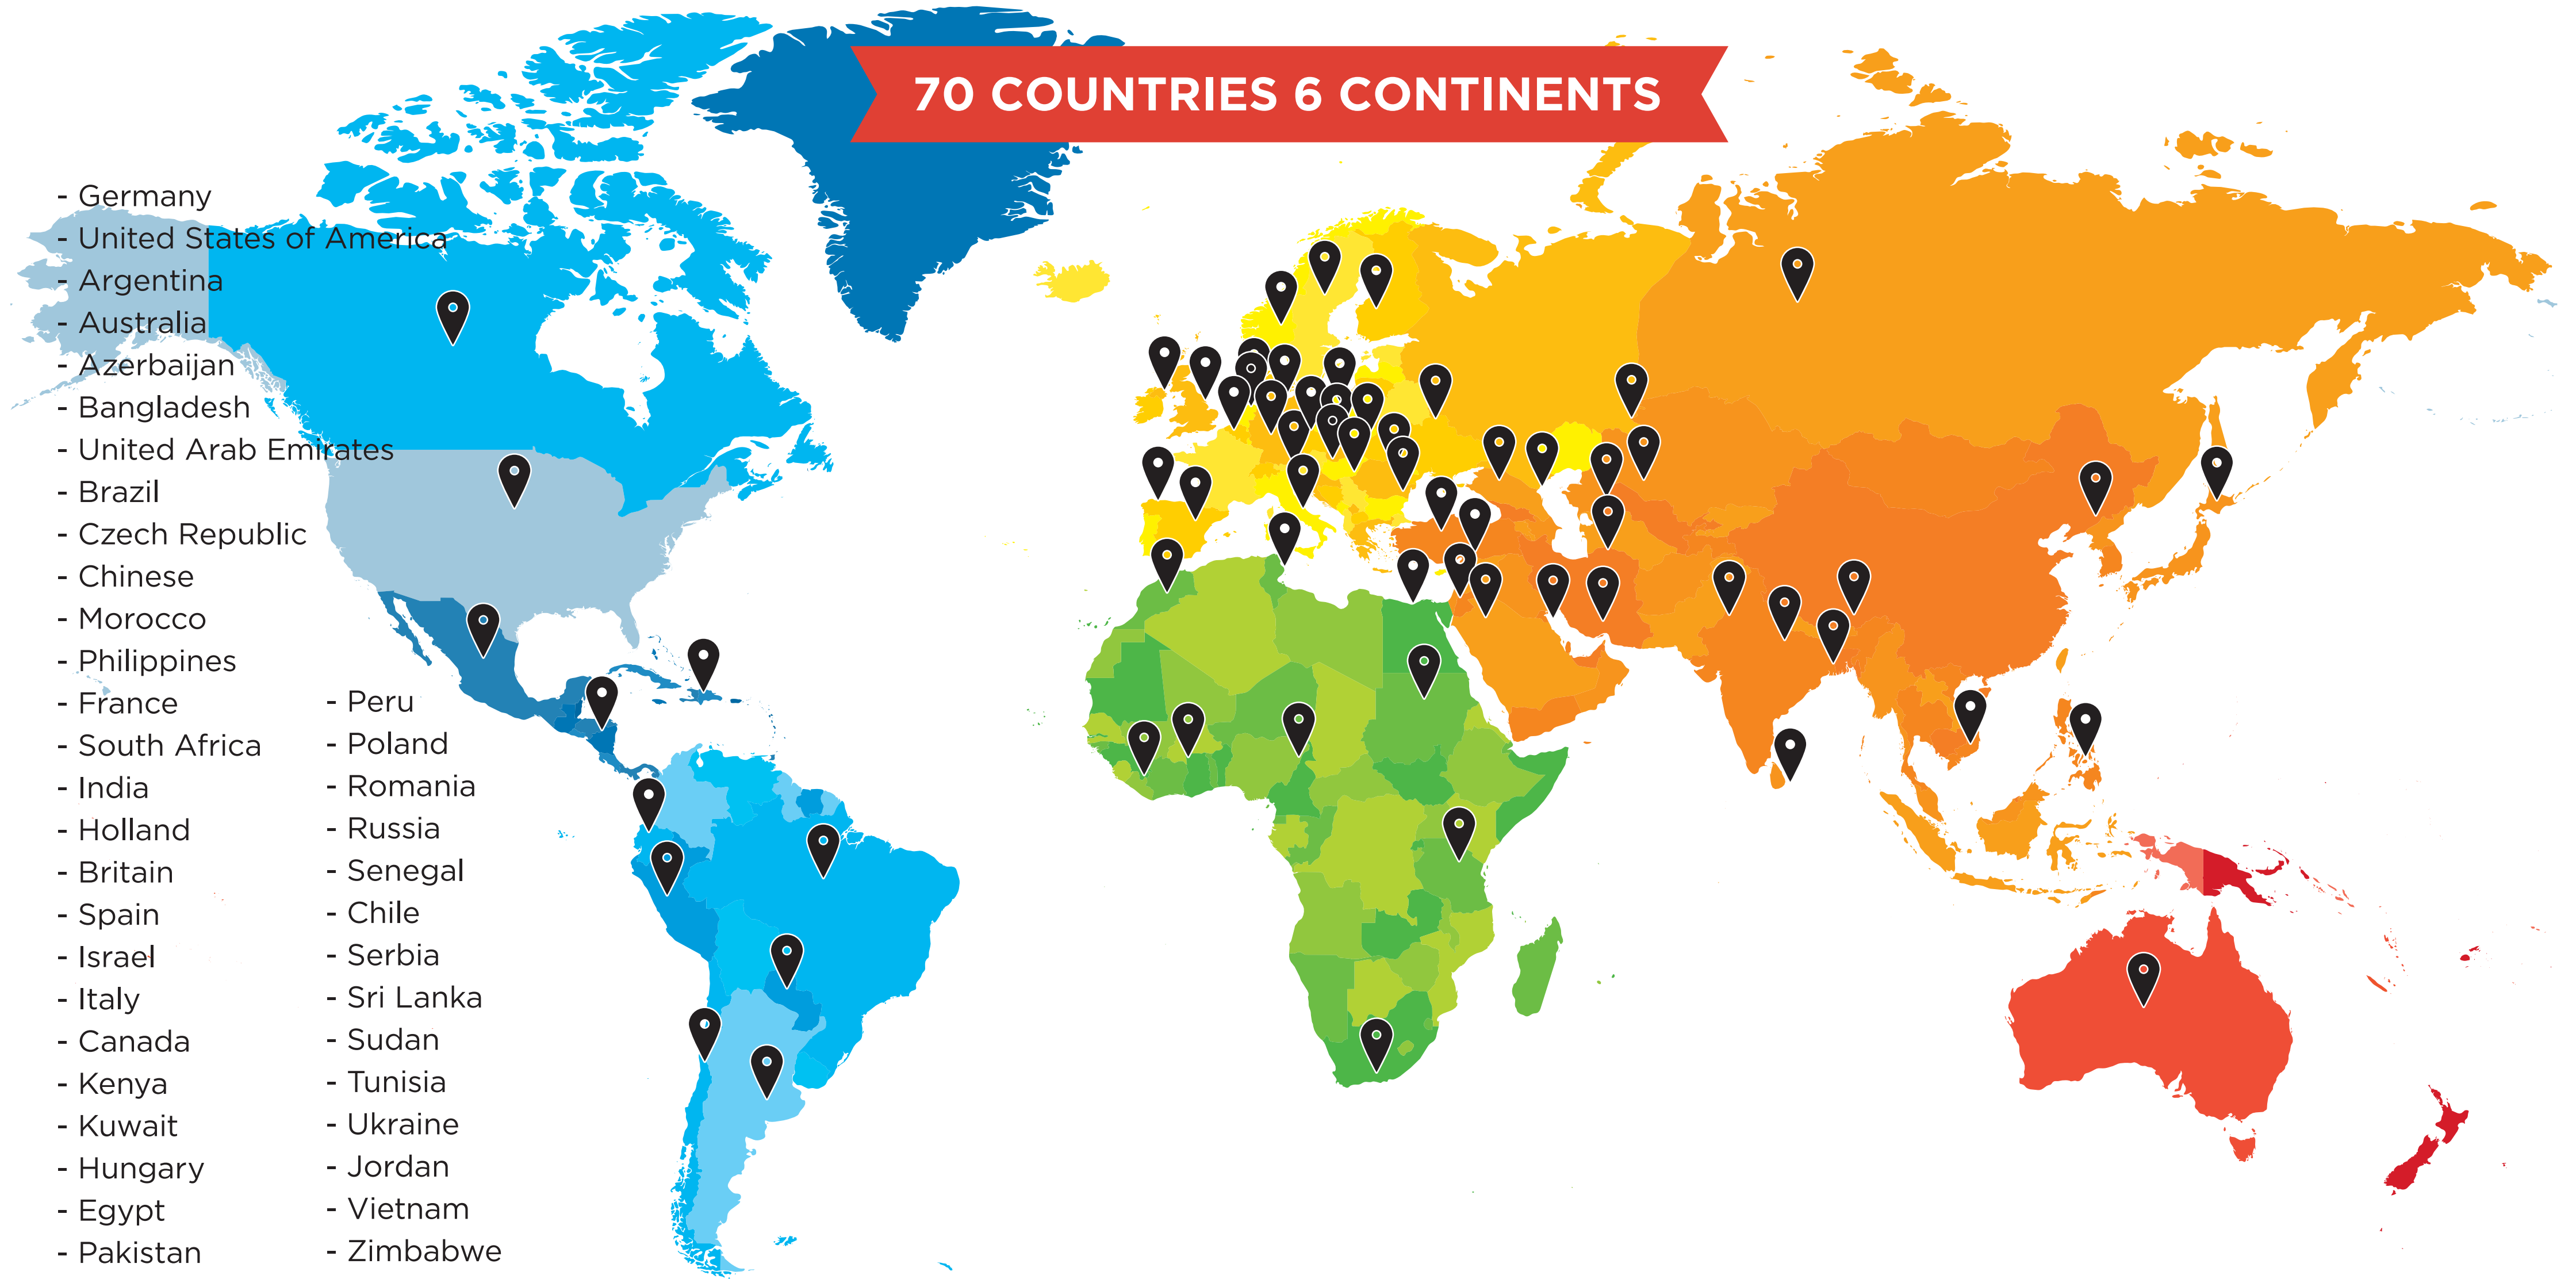 70 COUNTRIES 6 CONTINENTS
- Germany
- United States of America
- Argentina
- Australia
- Azerbaijan
- Bangladesh
- United Arab Emirates
- Brazil
- Czech Republic
- Chinese
- Morocco
- Philippines
- France
- South Africa
- India
- Holland
- Britain
- Spain
- Israel
- Italy
- Canada
- Kenya
- Kuwait
- Hungary
- Egypt
- Pakistan
- Peru
- Poland
- Romania
- Russia
- Senegal
- Chile
- Serbia
- Sri Lanka
- Sudan
- Tunisia
- Ukraine
- Jordan
- Vietnam
- Zimbabwe